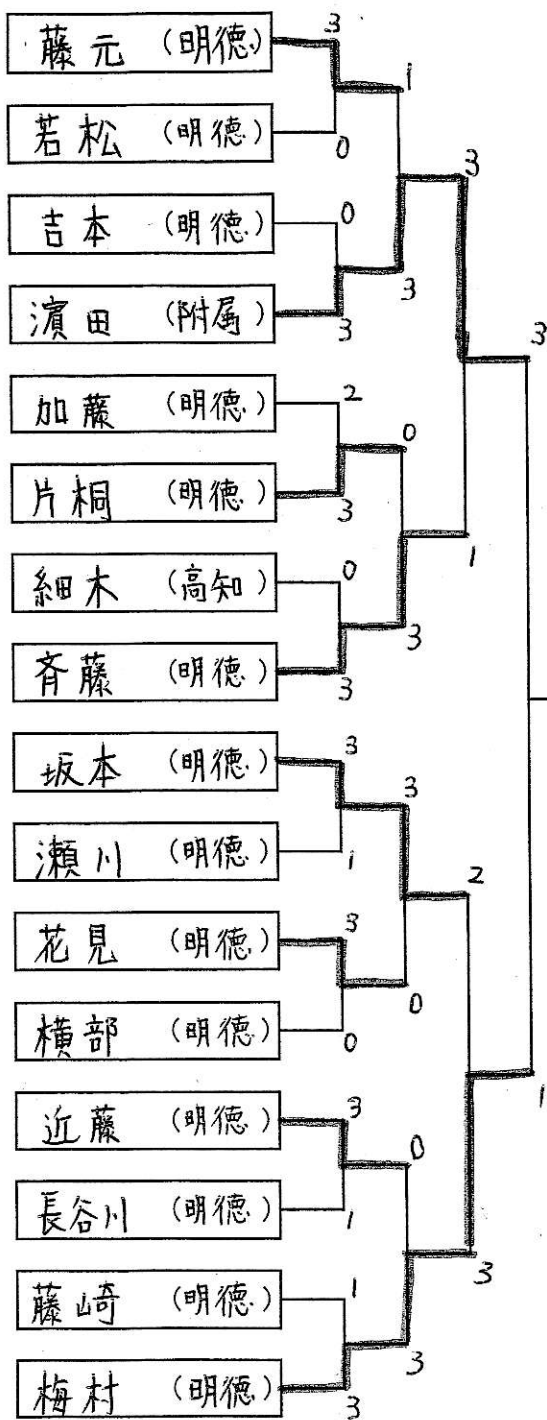 藤元 (明徳)
3
若松 (明徳)
0
1
吉本 (明徳)
0
濱田 (附属)
3
3
3
加藤 (明徳)
2
片桐 (明徳)
3
0
細木 (高知)
0
斉藤 (明徳)
3
3
1
3
坂本 (明徳)
3
瀬川 (明徳)
1
3
花見 (明徳)
3
横部 (明徳)
0
0
2
近藤 (明徳)
3
長谷川 (明徳)
1
0
藤崎 (明徳)
1
梅村 (明徳)
3
3
3
1